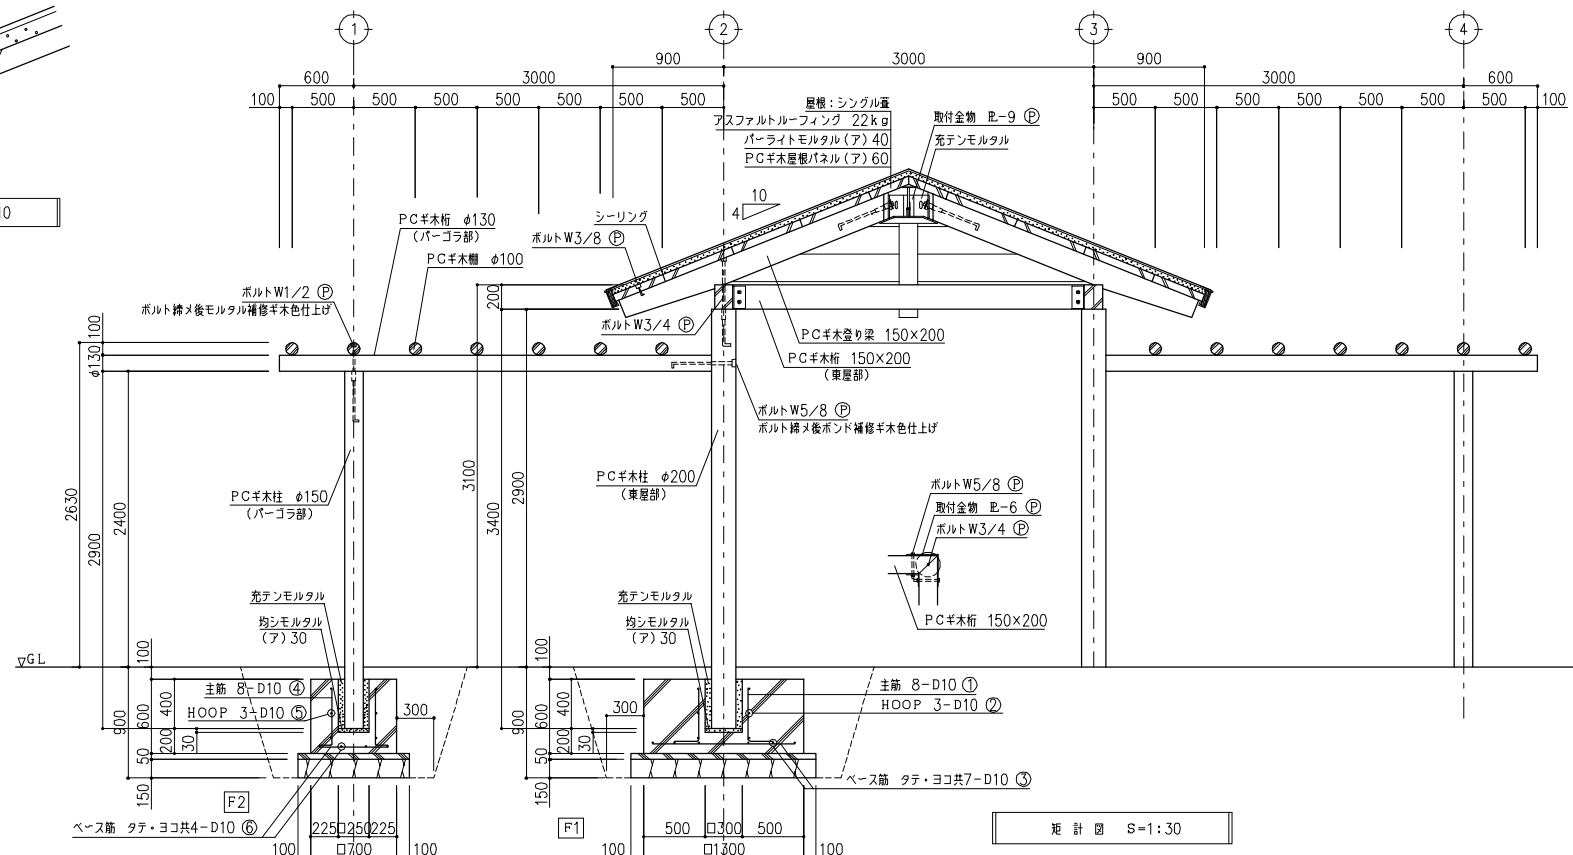 1
2
3
4
900
3000
900
600
3000
3000
600
100
500
500
500
500
500
500
500
500
500
500
500
500
500
500
100
屋根:シングル葺
アスファルトルーフィング 22kg
パーライトモルタル(ア)40
PCギ木屋根パネル(ア)60
取付金物 PL-9 Ⓟ
充テンモルタル
10
4
10
PCギ木桁 φ130
(パーゴラ部)
シーリング
ボルトW3/8 Ⓟ
PCギ木棚 φ100
ボルトW1/2 Ⓟ
ボルト締メ後モルタル補修ギ木色仕上げ
200
ボルトW3/4 Ⓟ
PCギ木登り梁 150×200
PCギ木桁 150×200
(東屋部)
100
φ130
ボルトW5/8 Ⓟ
ボルト締メ後ボンド補修ギ木色仕上げ
PCギ木柱 φ150
(パーゴラ部)
PCギ木柱 φ200
(東屋部)
2630
2900
2400
3100
3400
2900
ボルトW5/8 Ⓟ
取付金物 PL-6 Ⓟ
ボルトW3/4 Ⓟ
PCギ木桁 150×200
充テンモルタル
均シモルタル
(ア)30
充テンモルタル
均シモルタル
(ア)30
▽GL
100
100
主筋 8-D10 ④
HOOP 3-D10 ⑤
主筋 8-D10 ①
HOOP 3-D10 ②
900
600
400
200
30
50
150
300
900
600
400
200
30
50
150
300
F2
ベース筋 タテ・ヨコ共4-D10 ⑥
225
□250
225
100
□700
100
F1
ベース筋 タテ・ヨコ共7-D10 ③
500
□300
500
100
□1300
100
矩計図 S=1:30